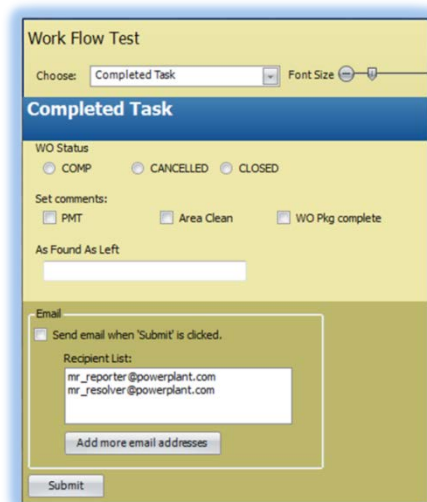 Work Flow Test
Choose: Completed Task Font Size
Completed Task
WO Status
COMP CANCELLED CLOSED
Set comments:
PMT Area Clean WO Pkg complete
As Found As Left
Email
Send email when 'Submit' is clicked.
Recipient List:
mr_reporter@powerplant.com
mr_resolver@powerplant.com
Add more email addresses
Submit